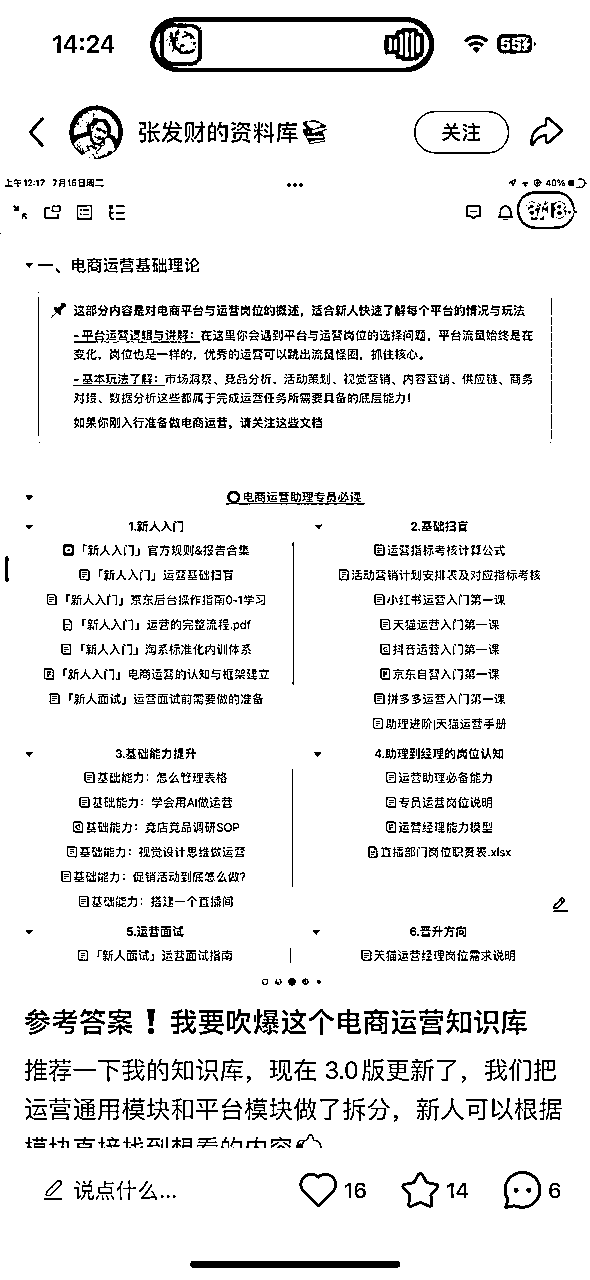 14:24
55
张发财的资料库📚
关注
上午12:17 7月15日周二
40%
一、电商运营基础理论
📌 这部分内容是对电商平台与运营岗位的概述，适合新人快速了解每个平台的情况与玩法
- 平台运营逻辑与讲解：在这里你会遇到平台与运营岗位的选择问题，平台流量始终是在
变化，岗位也是一样的，优秀的运营可以跳出流量怪圈，抓住核心。
- 基本玩法了解：市场洞察、竞品分析、活动策划、视觉营销、内容营销、供应链、商务
对接、数据分析这些都属于完成运营任务所需要具备的底层能力！
如果你刚入行准备做电商运营，请关注这些文档
电商运营助理专员必读
1.新人入门
「新人入门」官方规则&报告合集
「新人入门」运营基础扫盲
「新人入门」京东后台操作指南0-1学习
「新人入门」运营的完整流程.pdf
「新人入门」淘系标准化内训体系
「新人入门」电商运营的认知与框架建立
「新人面试」运营面试前需要做的准备
2.基础扫盲
运营指标考核计算公式
活动营销计划安排表及对应指标考核
小红书运营入门第一课
天猫运营入门第一课
抖音运营入门第一课
京东自营入门第一课
拼多多运营入门第一课
助理进阶|天猫运营手册
3.基础能力提升
基础能力：怎么管理表格
基础能力：学会用AI做运营
基础能力：竞店竞品调研SOP
基础能力：视觉设计思维做运营
基础能力：促销活动到底怎么做?
基础能力：搭建一个直播间
4.助理到经理的岗位认知
运营助理必备能力
专员运营岗位说明
运营经理能力模型
直播部门岗位职责表.xlsx
5.运营面试
「新人面试」运营面试指南
6.晋升方向
天猫运营经理岗位需求说明
参考答案❗我要吹爆这个电商运营知识库
推荐一下我的知识库，现在 3.0版更新了，我们把
运营通用模块和平台模块做了拆分，新人可以根据
模块直接找到想看的内容👍
说点什么...
16
14
6